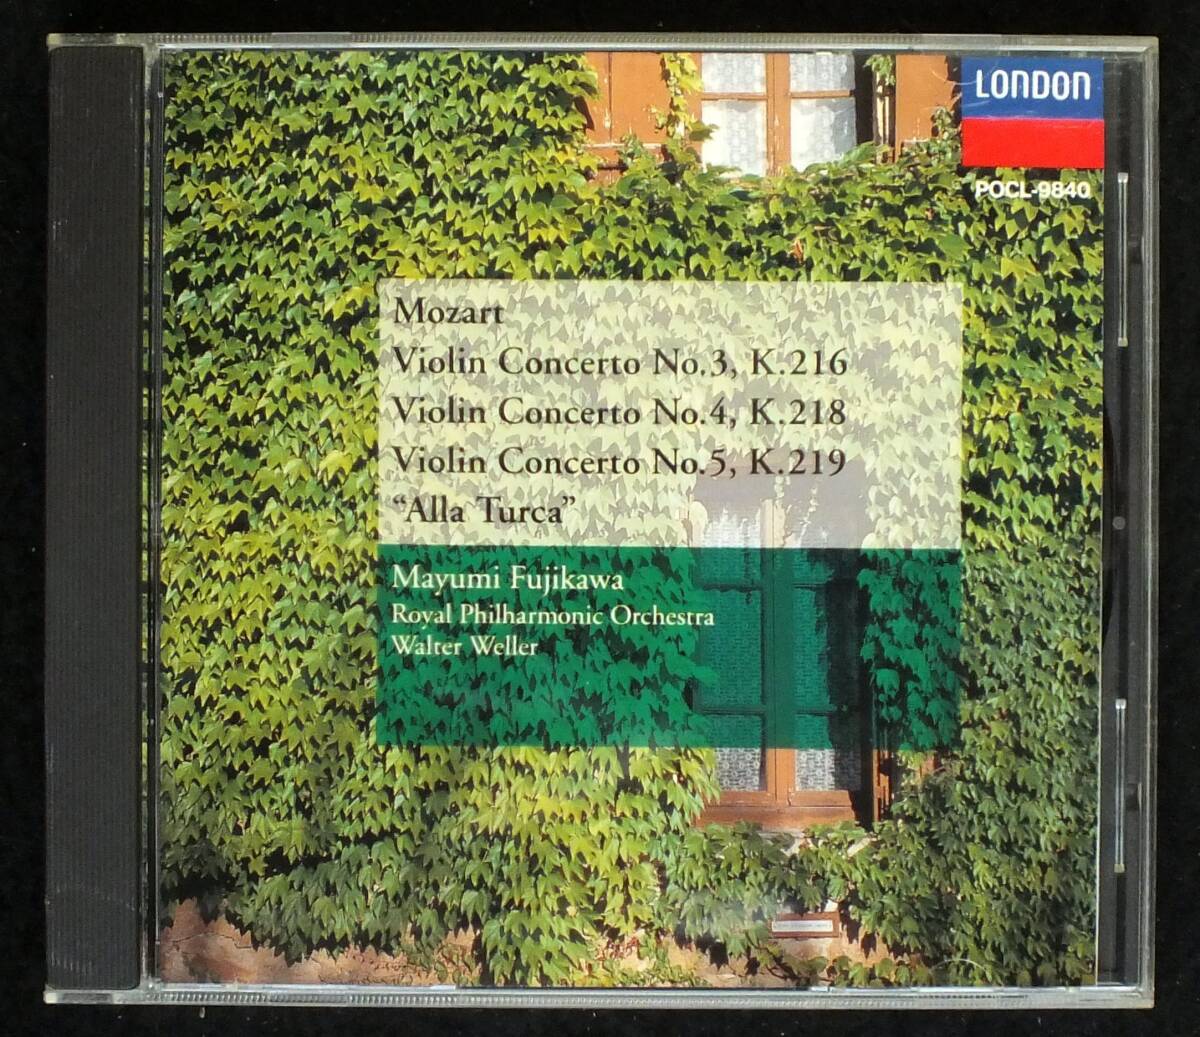 LONDON
POCL-9840
Mozart
Violin Concerto No.3, K.216
Violin Concerto No.4, K.218
Violin Concerto No.5, K.219
“Alla Turca”
Mayumi Fujikawa
Royal Philharmonic Orchestra
Walter Weller